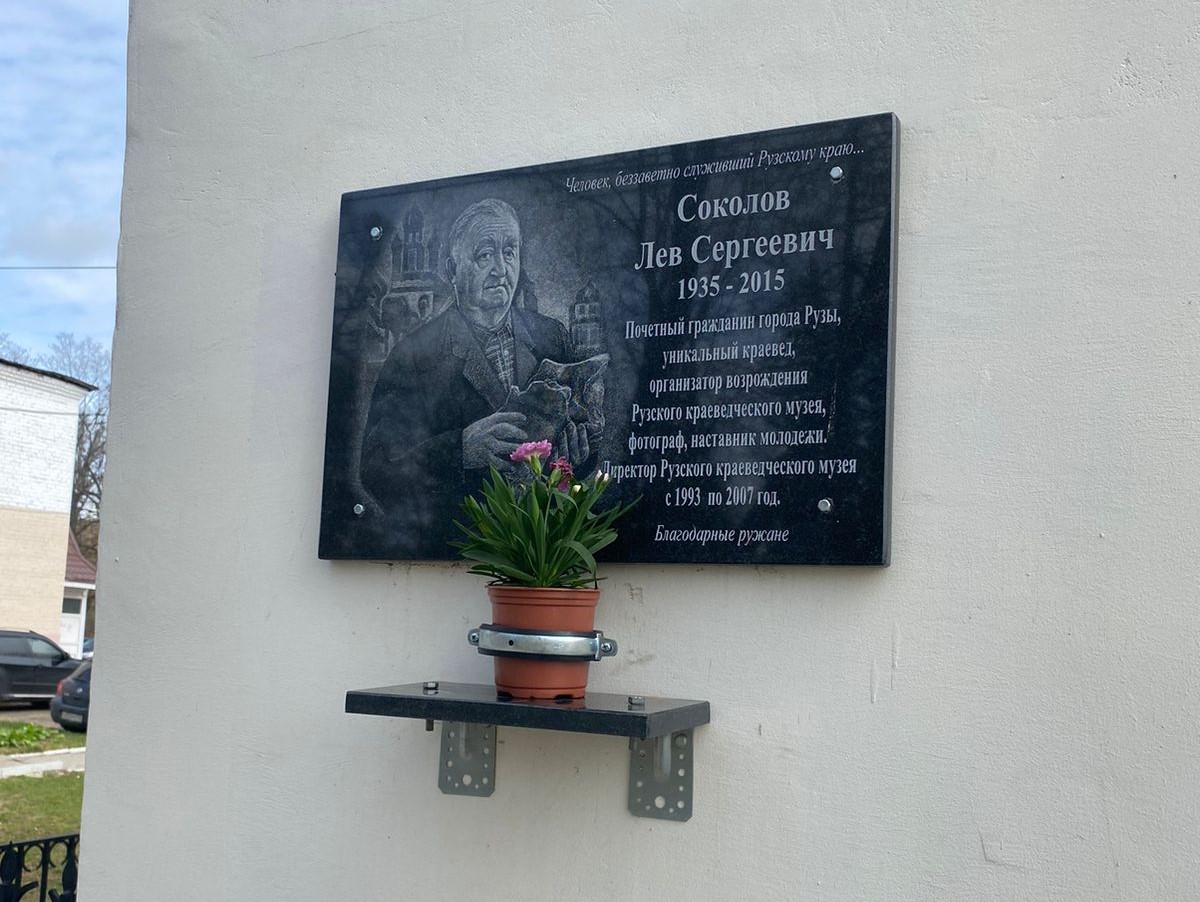 Человек, беззаветно служивший Рузскому краю...
Соколов
Лев Сергеевич
1935 - 2015
Почетный гражданин города Рузы,
уникальный краевед,
организатор возрождения
Рузского краеведческого музея,
фотограф, наставник молодежи.
Директор Рузского краеведческого музея
с 1993 по 2007 год.
Благодарные ружане